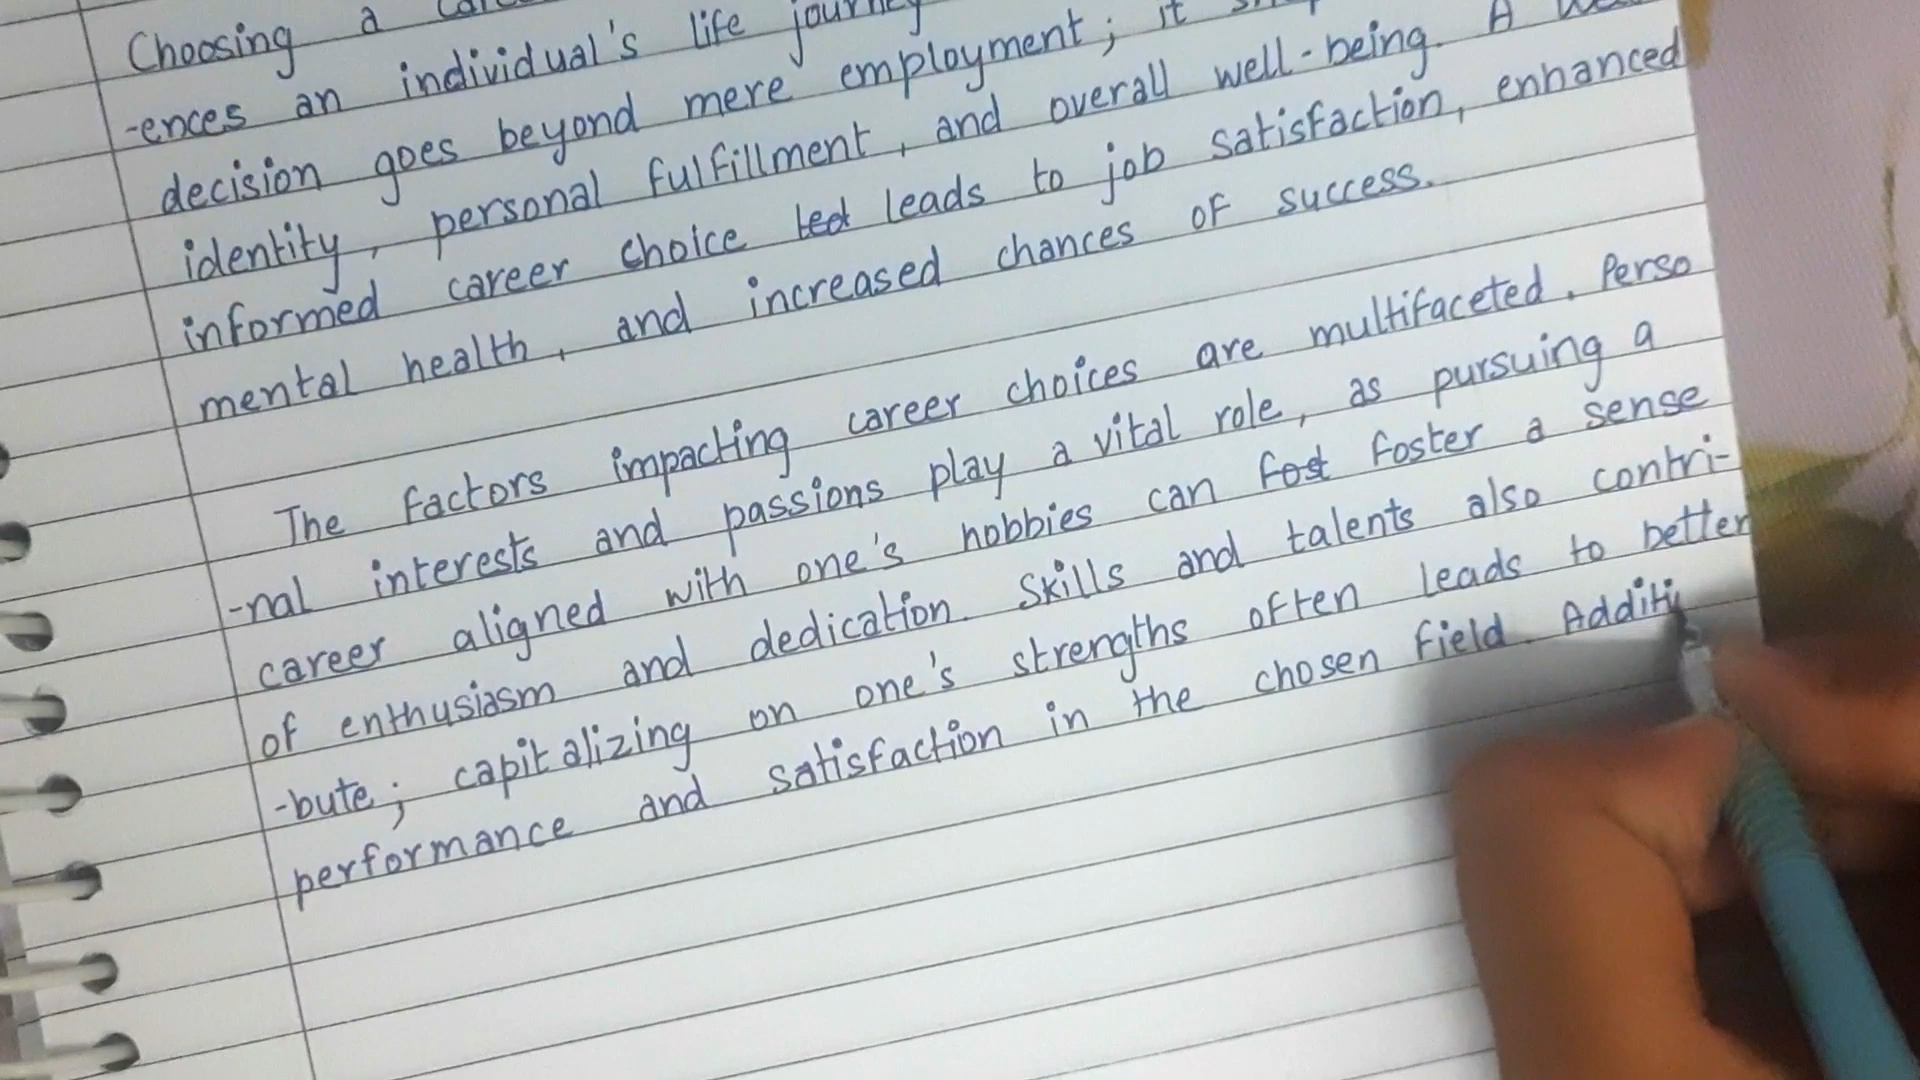 Choosing a
-ences an individual's life journey
decision goes beyond mere employment; it
identity, personal fulfillment, and overall well-being. A
informed career choice led leads to job satisfaction, enhanced
mental health, and increased chances of success.
The factors impacting career choices are multifaceted. Perso
-nal interests and passions play a vital role, as pursuing a
career aligned with one's hobbies can fost foster a sense
of enthusiasm and dedication. Skills and talents also contri-
-bute; capitalizing on one's strengths often leads to better
performance and satisfaction in the chosen field. Additi